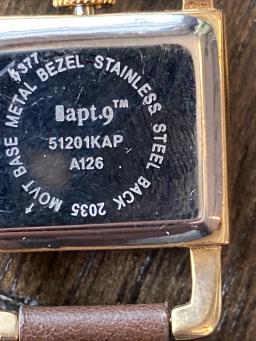 apt.9™
51201KAP
A126
BASE METAL BEZEL STAINLESS STEEL BACK 2035 MOVT